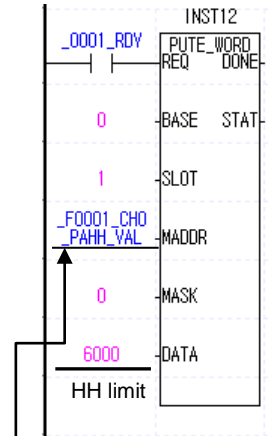 INST12
_0001_RDY
PUTE_WORD
REQ DONE
0 BASE STAT
1 SLOT
_F0001_CH0
_PAHH_VAL MADDR
0 MASK
6000 DATA
HH limit